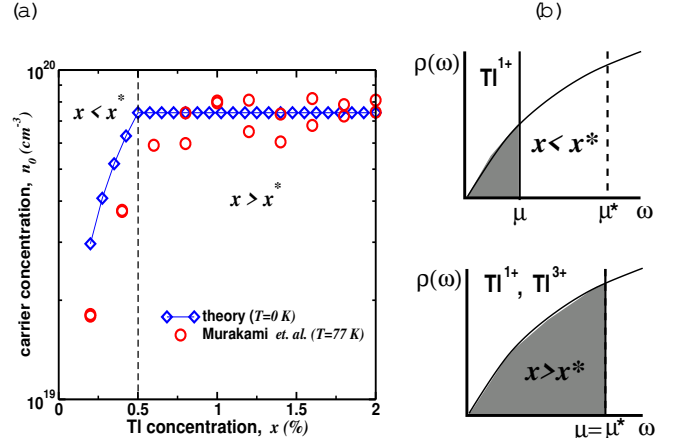 (a)
(b)
10^20
x < x*
x > x*
carrier concentration, n_0 (cm^-3)
theory (T=0 K)
Murakami et. al. (T=77 K)
10^19
0 0.5 1 1.5 2
Tl concentration, x (%)
ρ(ω)
Tl^1+
x < x*
μ μ* ω
ρ(ω)
Tl^1+, Tl^3+
x > x*
μ=μ* ω